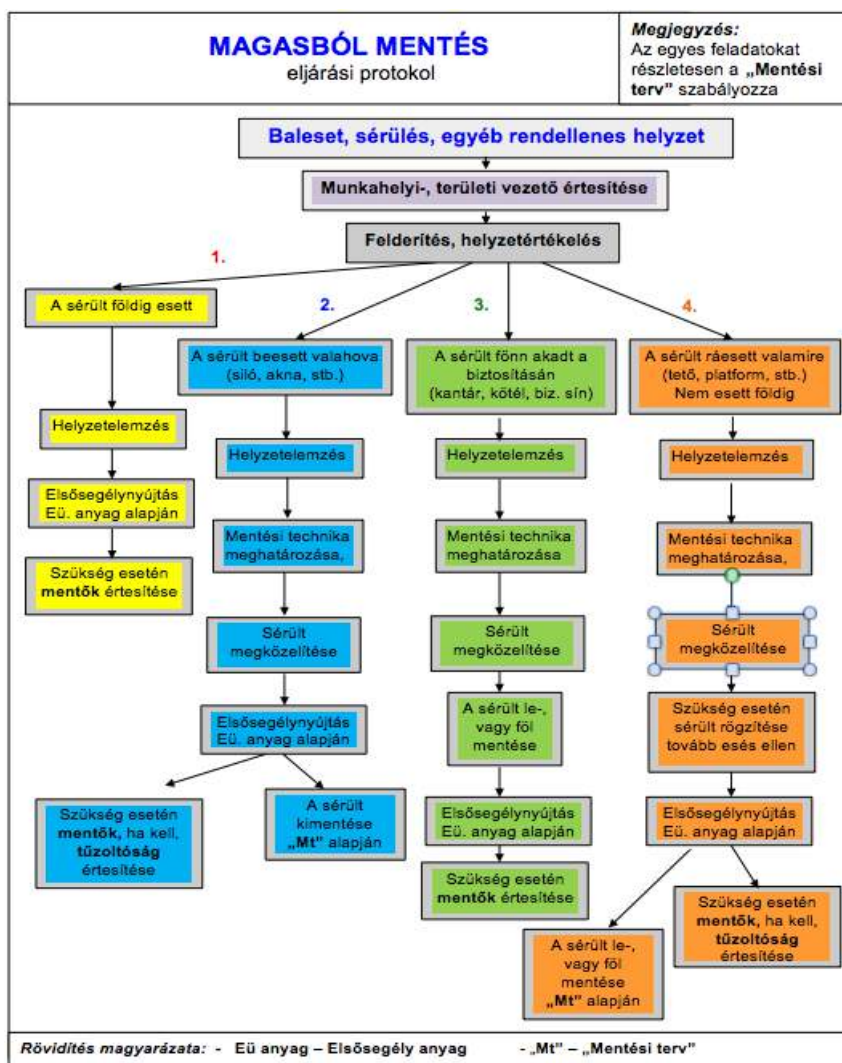 MAGASBÓL MENTÉS
eljárási protokol
Megjegyzés:
Az egyes feladatokat
részletesen a „Mentési
terv” szabályozza
Baleset, sérülés, egyéb rendellenes helyzet
Munkahelyi-, területi vezető értesítése
Felderítés, helyzetértékelés
1.
A sérült földig esett
Helyzetelemzés
Elsősegélynyújtás
Eü. anyag alapján
Szükség esetén
mentők értesítése
2.
A sérült beesett valahova
(siló, akna, stb.)
Helyzetelemzés
Mentési technika
meghatározása,
Sérült
megközelítése
Elsősegélynyújtás
Eü. anyag alapján
Szükség esetén
mentők, ha kell,
tűzoltóság
értesítése
A sérült
kimentése
„Mt” alapján
3.
A sérült fönn akadt a
biztosításán
(kantár, kötél, biz. sín)
Helyzetelemzés
Mentési technika
meghatározása
Sérült
megközelítése
A sérült le-,
vagy föl
mentése
Elsősegélynyújtás
Eü. anyag alapján
Szükség esetén
mentők értesítése
4.
A sérült ráesett valamire
(tető, platform, stb.)
Nem esett földig
Helyzetelemzés
Mentési technika
meghatározása,
Sérült
megközelítése
Szükség esetén
sérült rögzítése
tovább esés ellen
Elsősegélynyújtás
Eü. anyag alapján
A sérült le-,
vagy föl
mentése
„Mt” alapján
Szükség esetén
mentők, ha kell,
tűzoltóság
értesítése
Rövidítés magyarázata: - Eü anyag – Elsősegély anyag - „Mt” – „Mentési terv”